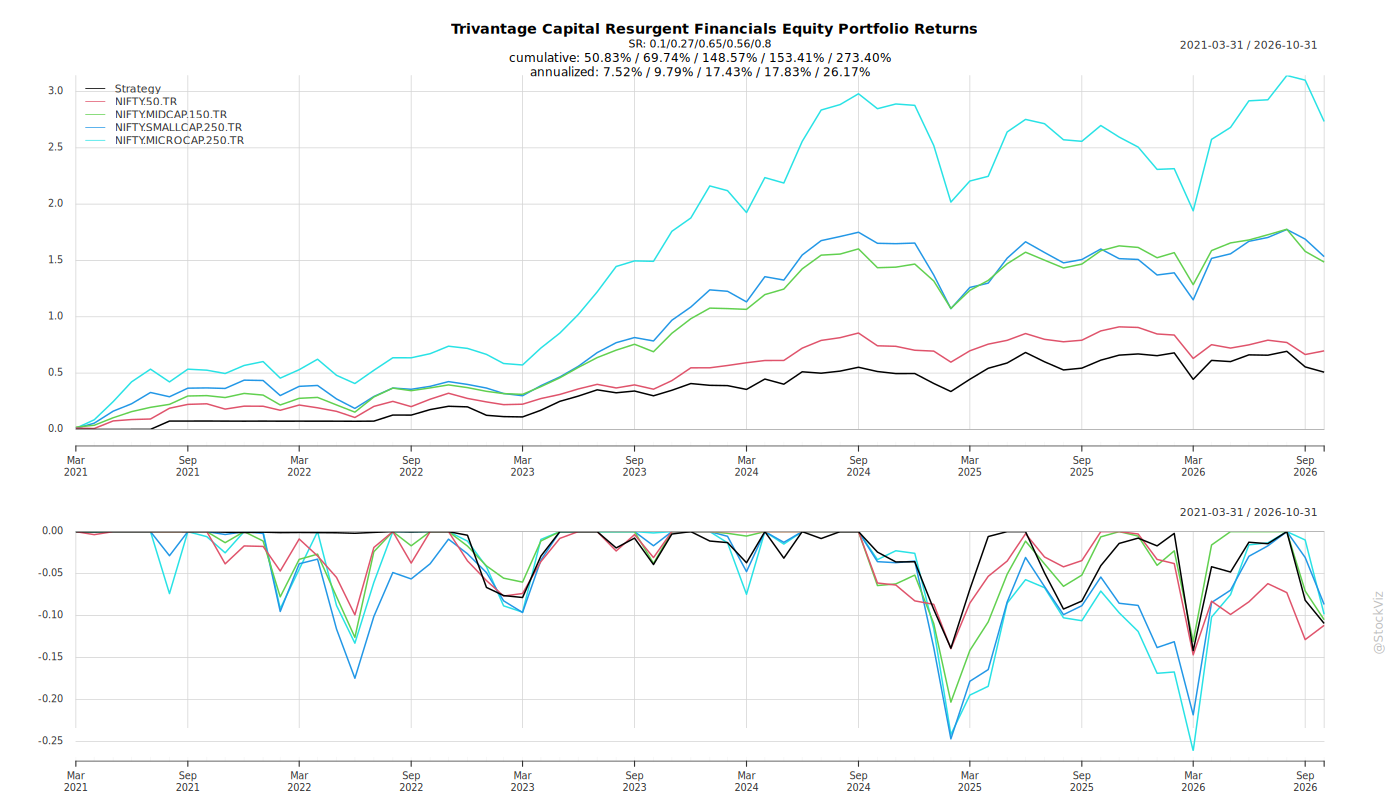 Trivantage Capital Resurgent Financials Equity Portfolio Returns
SR: 0.1/0.27/0.65/0.56/0.8
cumulative: 50.83% / 69.74% / 148.57% / 153.41% / 273.40%
annualized: 7.52% / 9.79% / 17.43% / 17.83% / 26.17%
2021-03-31 / 2026-10-31
Strategy
NIFTY.50.TR
NIFTY.MIDCAP.150.TR
NIFTY.SMALLCAP.250.TR
NIFTY.MICROCAP.250.TR
3.0
2.5
2.0
1.5
1.0
0.5
0.0
Mar Sep Mar Sep Mar Sep Mar Sep Mar Sep Mar Sep
2021 2021 2022 2022 2023 2023 2024 2024 2025 2025 2026 2026
2021-03-31 / 2026-10-31
0.00
-0.05
-0.10
-0.15
-0.20
-0.25
Mar Sep Mar Sep Mar Sep Mar Sep Mar Sep Mar Sep
2021 2021 2022 2022 2023 2023 2024 2024 2025 2025 2026 2026
@StockViz